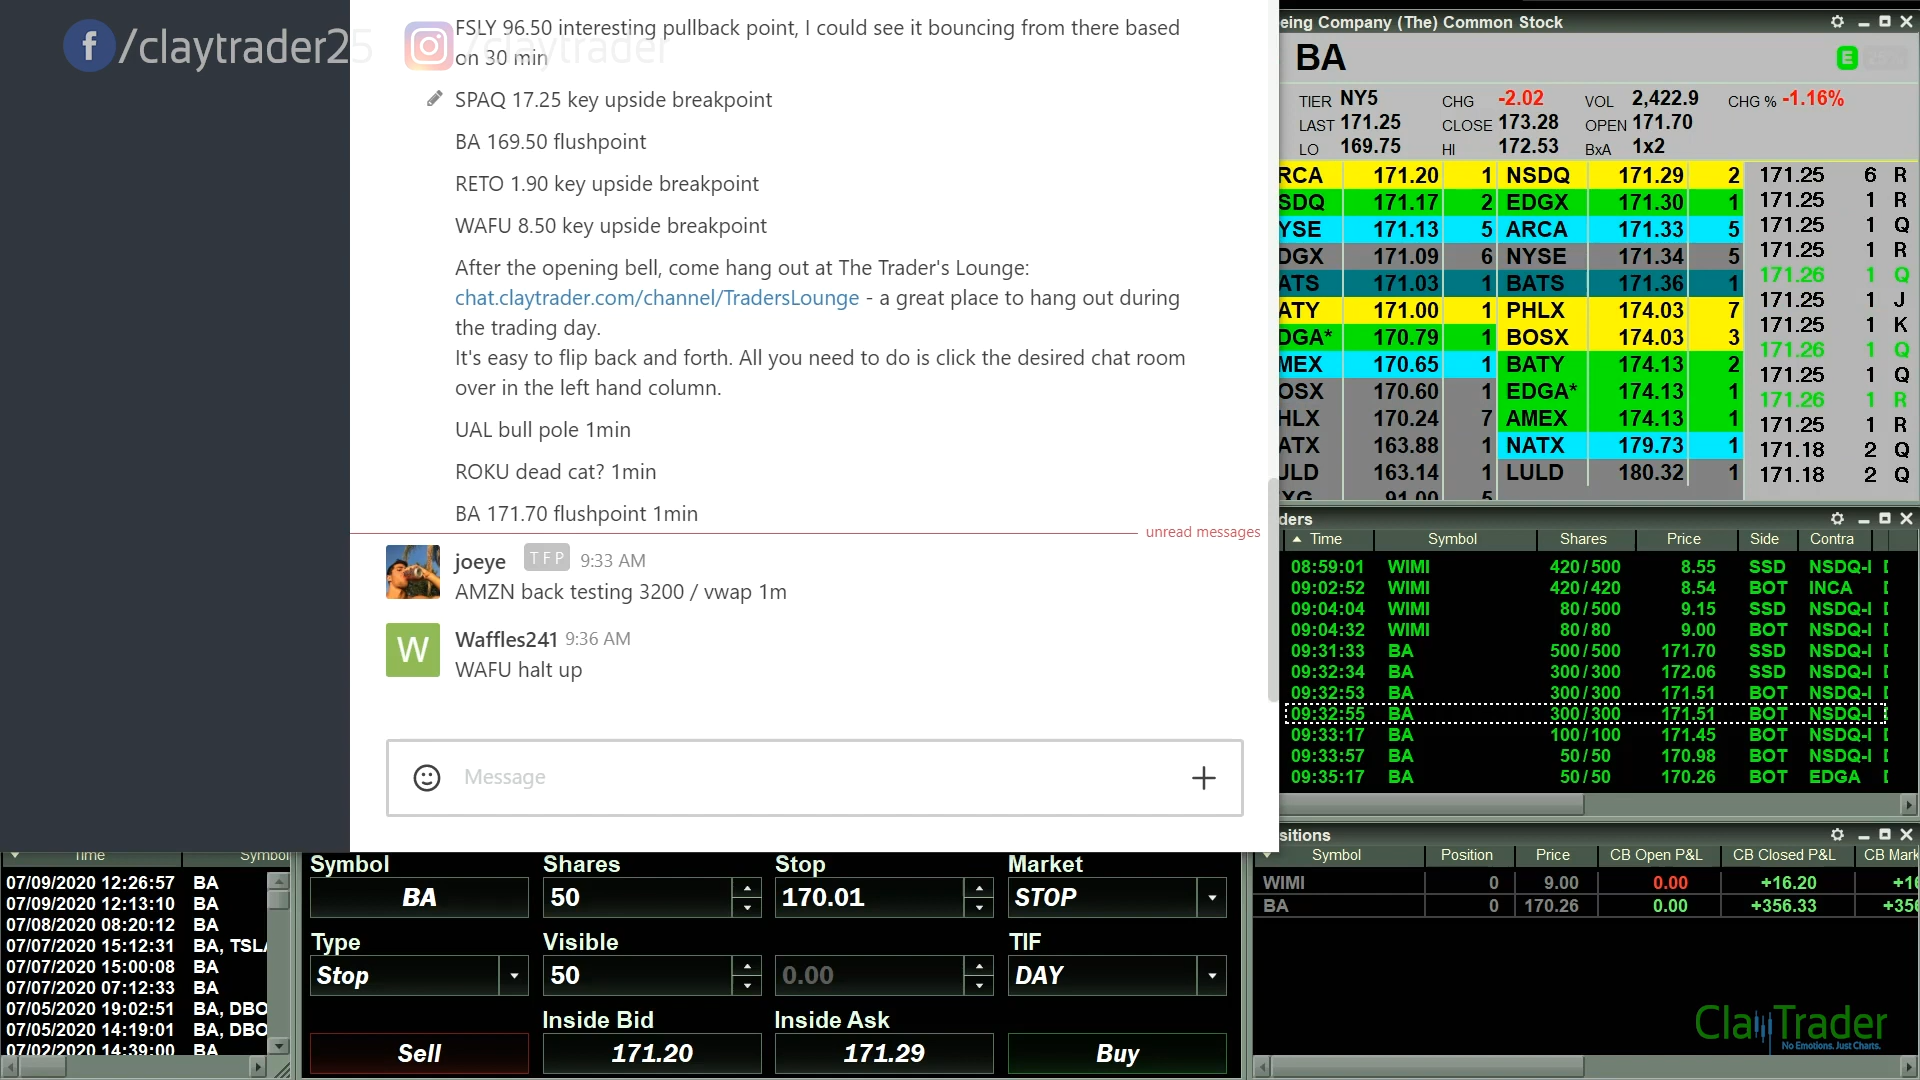 /claytrader25
/claytrader
FSLY 96.50 interesting pullback point, I could see it bouncing from there based
on 30 min
SPAQ 17.25 key upside breakpoint
BA 169.50 flushpoint
RETO 1.90 key upside breakpoint
WAFU 8.50 key upside breakpoint
After the opening bell, come hang out at The Trader's Lounge:
chat.claytrader.com/channel/TradersLounge - a great place to hang out during
the trading day.
It's easy to flip back and forth. All you need to do is click the desired chat room
over in the left hand column.
UAL bull pole 1min
ROKU dead cat? 1min
BA 171.70 flushpoint 1min
unread messages
joeye TFP 9:33 AM
AMZN back testing 3200 / vwap 1m
W
Waffles241 9:36 AM
WAFU halt up
Message
eing Company (The) Common Stock
BA
E
TIER NY5 CHG -2.02 VOL 2,422.9 CHG % -1.16%
LAST 171.25 CLOSE 173.28 OPEN 171.70
LO 169.75 HI 172.53 BxA 1x2
RCA 171.20 1 NSDQ 171.29 2
SDQ 171.17 2 EDGX 171.30 1
YSE 171.13 5 ARCA 171.33 5
DGX 171.09 6 NYSE 171.34 5
ATS 171.03 1 BATS 171.36 1
ATY 171.00 1 PHLX 174.03 7
DGA* 170.79 1 BOSX 174.03 3
MEX 170.65 1 BATY 174.13 2
OSX 170.60 1 EDGA* 174.13 1
HLX 170.24 7 AMEX 174.13 1
ATX 163.88 1 NATX 179.73 1
ULD 163.14 1 LULD 180.32 1
XG 91.00 5
171.25 6 R
171.25 1 R
171.25 1 Q
171.25 1 R
171.26 1 Q
171.25 1 J
171.25 1 K
171.26 1 Q
171.25 1 Q
171.26 1 R
171.25 1 R
171.18 2 Q
171.18 2 Q
ders
Time Symbol Shares Price Side Contra
08:59:01 WIMI 420/500 8.55 SSD NSDQ-I
09:02:52 WIMI 420/420 8.54 BOT INCA
09:04:04 WIMI 80/500 9.15 SSD NSDQ-I
09:04:32 WIMI 80/80 9.00 BOT NSDQ-I
09:31:33 BA 500/500 171.70 SSD NSDQ-I
09:32:34 BA 300/300 172.06 SSD NSDQ-I
09:32:53 BA 300/300 171.51 BOT NSDQ-I
09:32:55 BA 300/300 171.51 BOT NSDQ-I
09:33:17 BA 100/100 171.45 BOT NSDQ-I
09:33:57 BA 50/50 170.98 BOT NSDQ-I
09:35:17 BA 50/50 170.26 BOT EDGA
sitions
Symbol Position Price CB Open P&L CB Closed P&L CB Mark
WIMI 0 9.00 0.00 +16.20 +16
BA 0 170.26 0.00 +356.33 +356
Time Symbol
07/09/2020 12:26:57 BA
07/09/2020 12:13:10 BA
07/08/2020 08:20:12 BA
07/07/2020 15:12:31 BA, TSLA
07/07/2020 15:00:08 BA
07/07/2020 07:12:33 BA
07/05/2020 19:02:51 BA, DBO
07/05/2020 14:19:01 BA, DBO
07/02/2020 14:39:00 BA
Symbol Shares Stop Market
BA 50 170.01 STOP
Type Visible TIF
Stop 50 0.00 DAY
Inside Bid Inside Ask
Sell 171.20 171.29 Buy
ClayTrader
No Emotions. Just Charts.